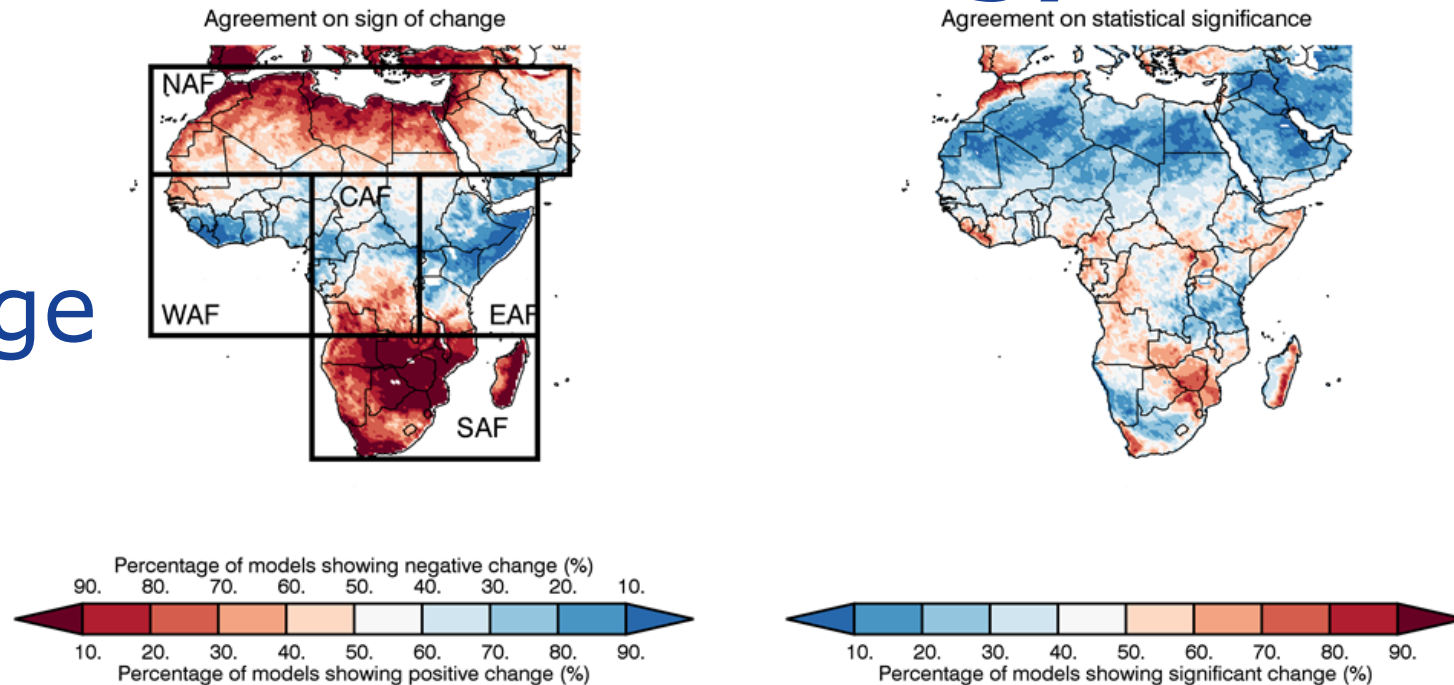 Agreement on sign of change
Agreement on statistical significance
NAF
CAF
WAF
EAF
SAF
ge
Percentage of models showing negative change (%)
90. 80. 70. 60. 50. 40. 30. 20. 10.
10. 20. 30. 40. 50. 60. 70. 80. 90.
Percentage of models showing positive change (%)
10. 20. 30. 40. 50. 60. 70. 80. 90.
Percentage of models showing significant change (%)